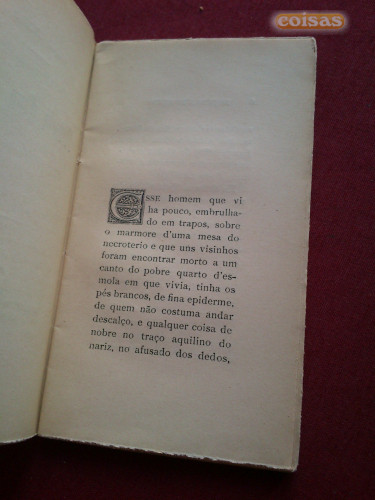 coisas
ESSE homem que vi
ha pouco, embrulha-
do em trapos, sobre
o marmore d'uma mesa do
necroterio e que uns visinhos
foram encontrar morto a um
canto do pobre quarto d'es-
mola em que vivia, tinha os
pés brancos, de fina epiderme,
de quem não costuma andar
descalço, e qualquer coisa de
nobre no traço aquilino do
nariz, no afusado dos dedos,